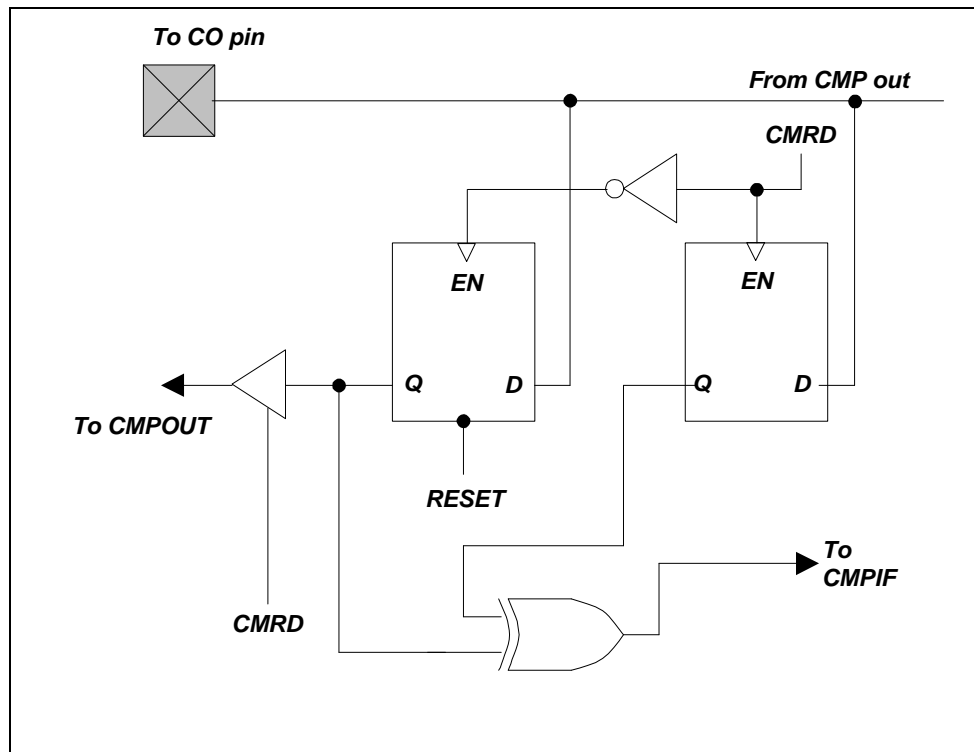 To CO pin
From CMP out
CMRD
EN
EN
Q
D
Q
D
To CMPOUT
RESET
To
CMPIF
CMRD